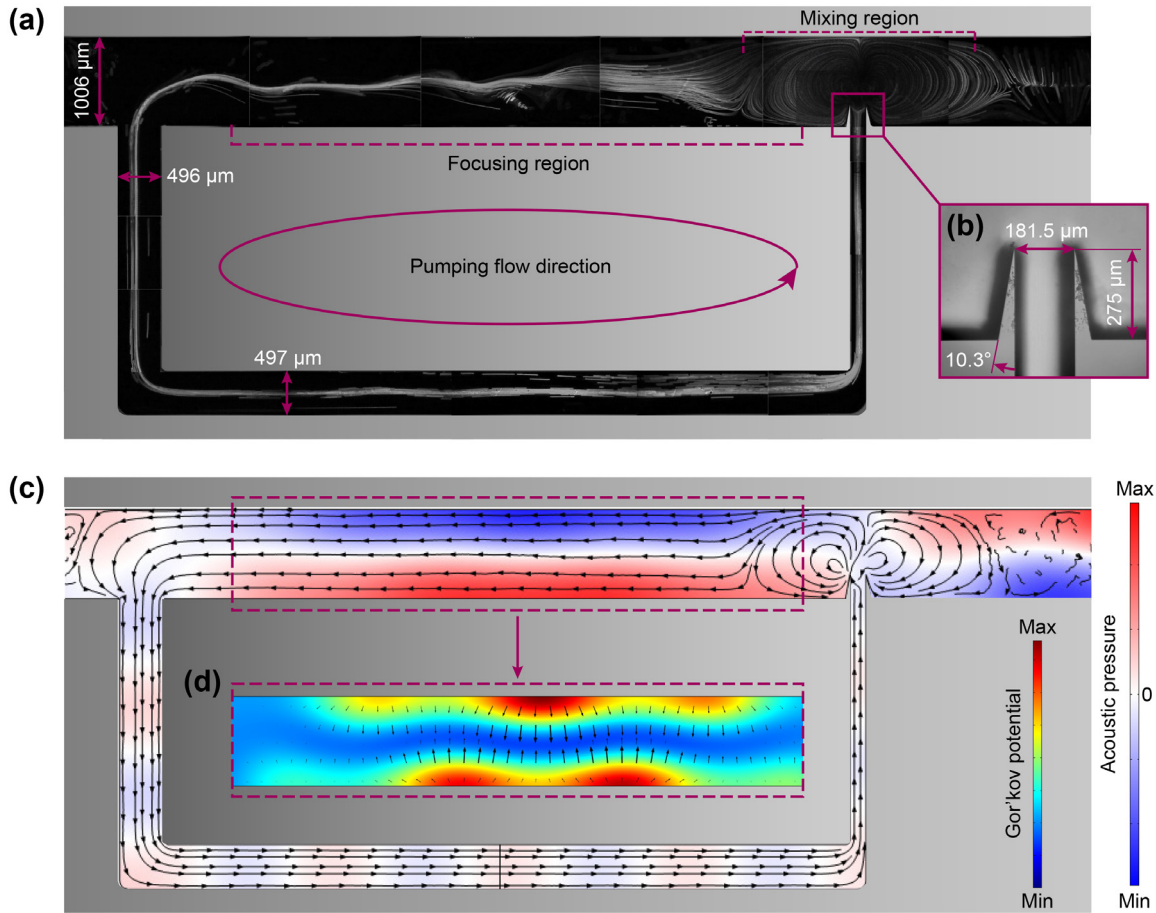 (a)
Mixing region
1006 µm
Focusing region
496 µm
(b)
181.5 µm
Pumping flow direction
275 µm
497 µm
10.3°
(c)
Max
Max
(d)
0
Gor'kov potential
Acoustic pressure
Min
Min